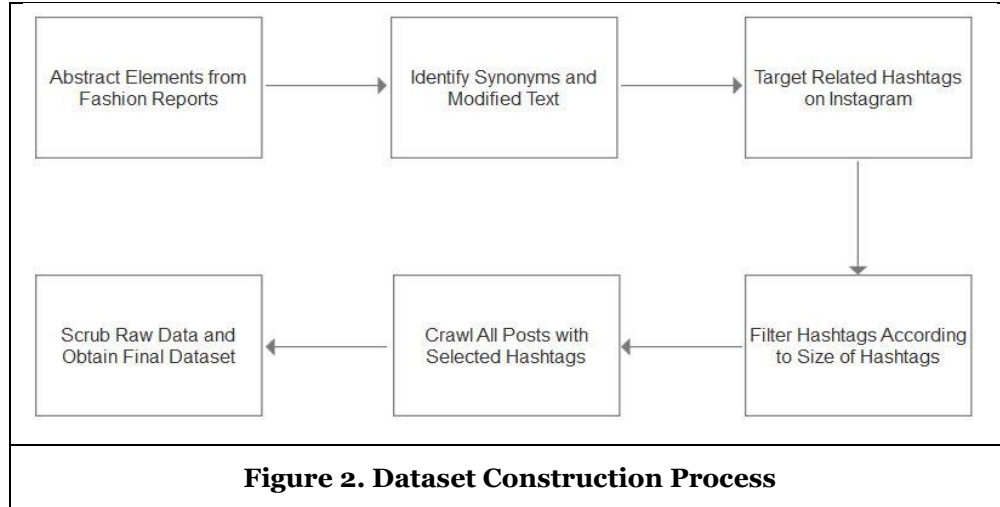 Abstract Elements from
Fashion Reports
Identify Synonyms and
Modified Text
Target Related Hashtags
on Instagram
Filter Hashtags According
to Size of Hashtags
Crawl All Posts with
Selected Hashtags
Scrub Raw Data and
Obtain Final Dataset
Figure 2. Dataset Construction Process